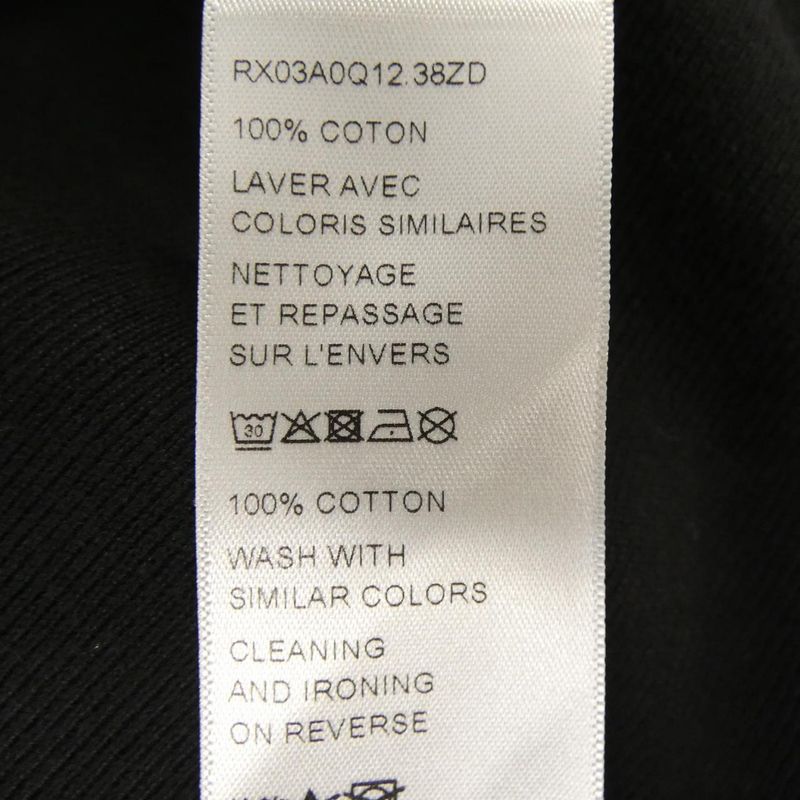 RX03A0Q12.38ZD
100% COTON
LAVER AVEC
COLORIS SIMILAIRES
NETTOYAGE
ET REPASSAGE
SUR L'ENVERS
30
100% COTTON
WASH WITH
SIMILAR COLORS
CLEANING
AND IRONING
ON REVERSE